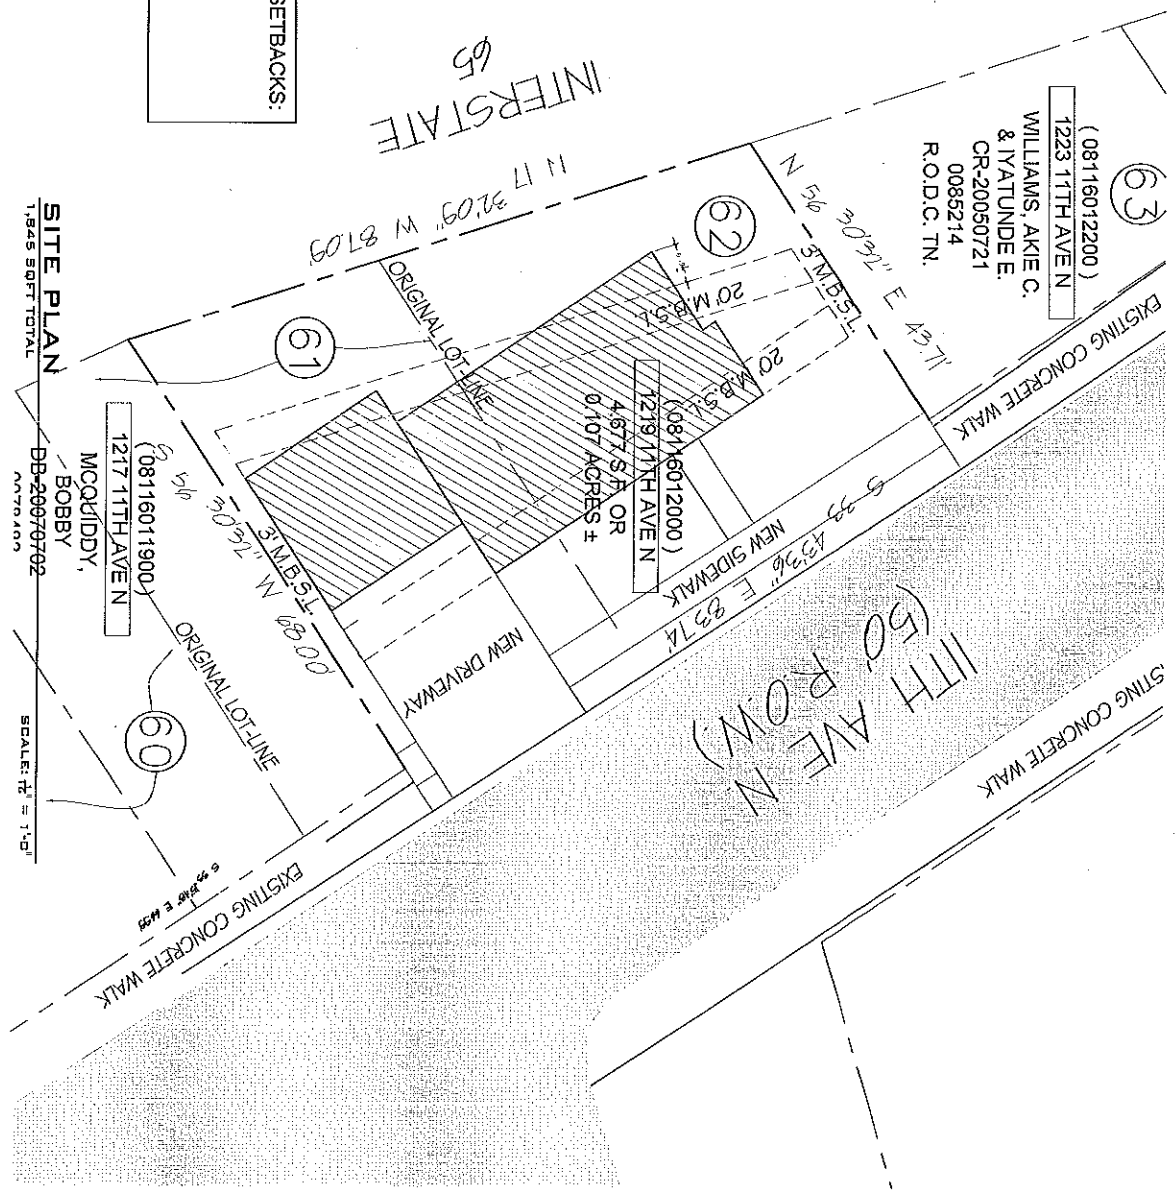 SETBACKS:
INTERSTATE
65
63
( 08116012200 )
1223 11TH AVE N
WILLIAMS, AKIE C.
& IYATUNDE E.
CR-20050721
0085214
R.O.D.C. TN.
N 56 30'32" E 43.71'
EXISTING CONCRETE WALK
N 17 32'09" W 87.09'
62
3' M.B.S.L
20' M.B.S.L
20' M.B.S.L
ORIGINAL LOT-LINE
61
(08116012000 )
1219 11TH AVE N
4,677 S.F. OR
0.107 ACRES ±
NEW SIDEWALK
S 33 43'36" E 83.74'
NEW DRIVEWAY
11TH AVE N
(50' R.O.W.)
STING CONCRETE WALK
3' M.B.S.L.
S 56 30'32" W 68.00'
(08116011900 )
1217 11TH AVE N
MCQUIDDY,
BOBBY
DB-20070702
ORIGINAL LOT-LINE
60
EXISTING CONCRETE WALK
SITE PLAN
1,845 SQFT TOTAL